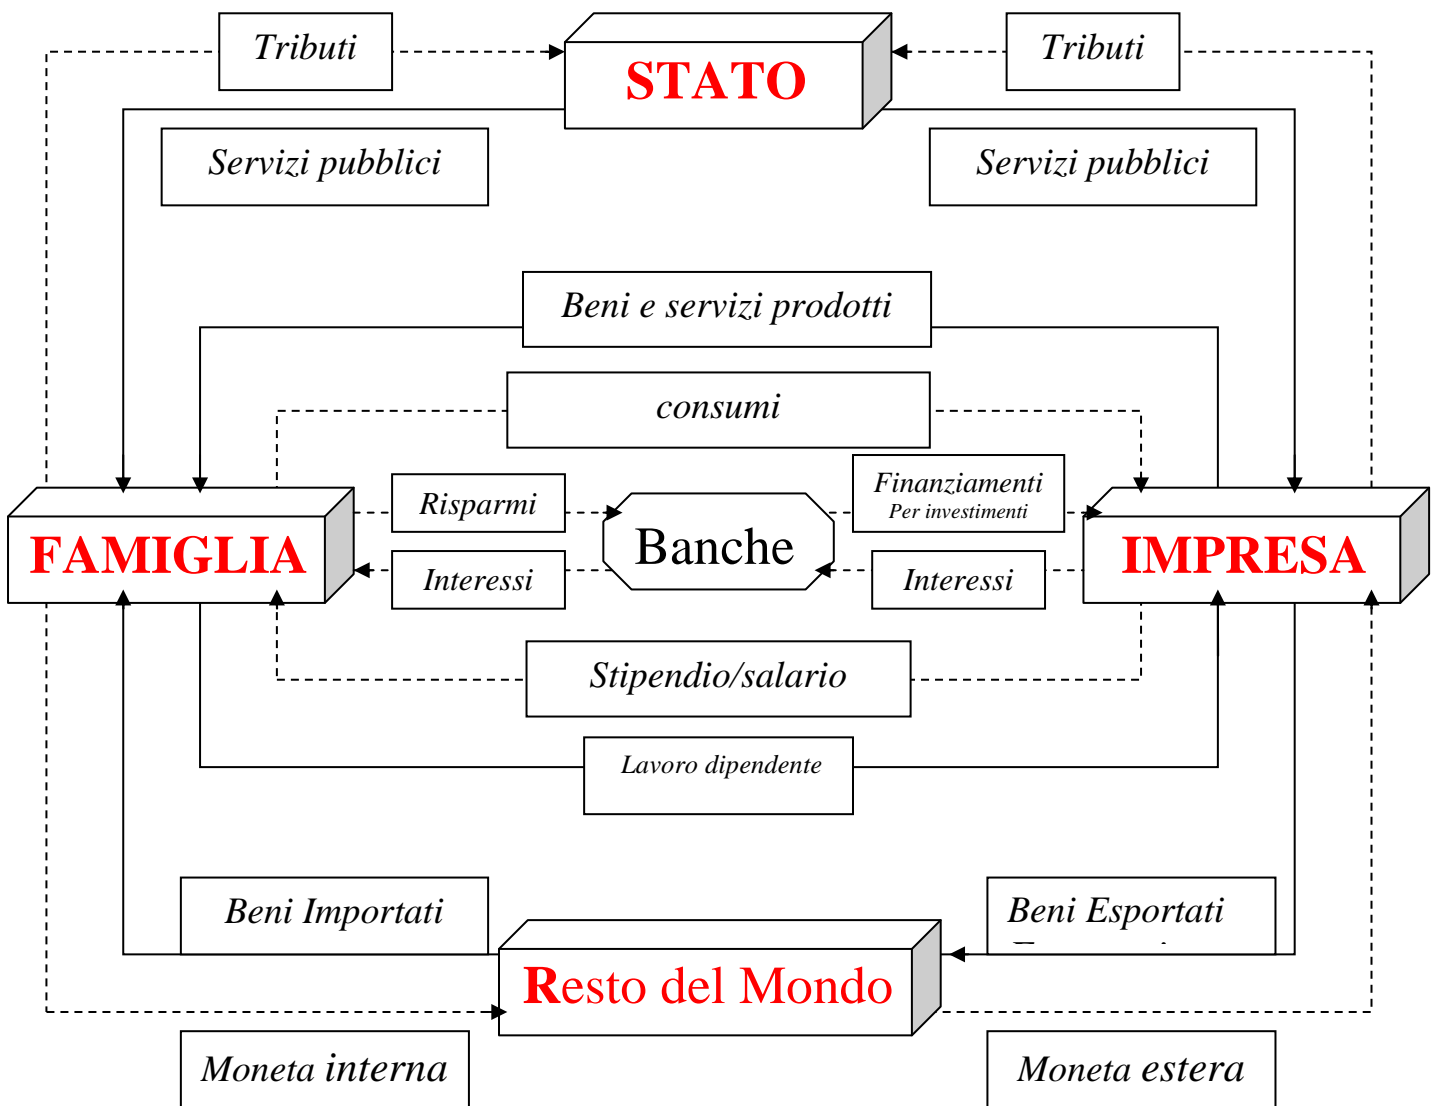 Tributi
STATO
Tributi
Servizi pubblici
Servizi pubblici
Beni e servizi prodotti
consumi
Risparmi
Finanziamenti
Per investimenti
FAMIGLIA
Banche
IMPRESA
Interessi
Interessi
Stipendio/salario
Lavoro dipendente
Beni Importati
Beni Esportati
Resto del Mondo
Moneta interna
Moneta estera